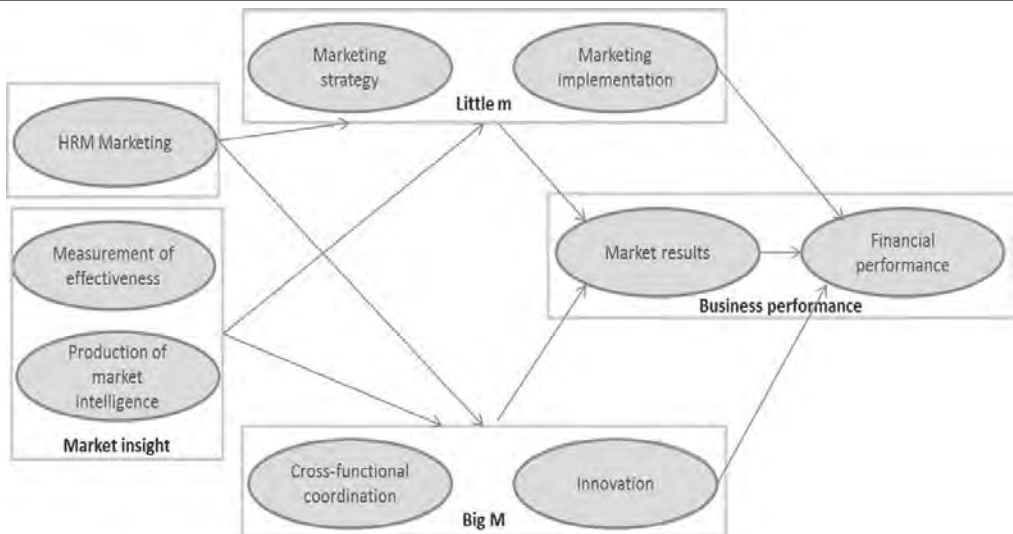 Marketing
strategy
Marketing
implementation
Little m
HRM Marketing
Measurement of
effectiveness
Production of
market
intelligence
Market insight
Market results
Financial
performance
Business performance
Cross-functional
coordination
Innovation
Big M